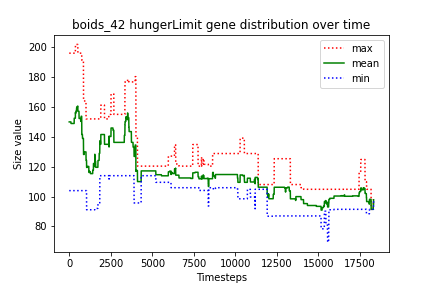 boids_42 hungerLimit gene distribution over time
Size value
200
180
160
140
120
100
80
max
mean
min
0 2500 5000 7500 10000 12500 15000 17500
Timesteps